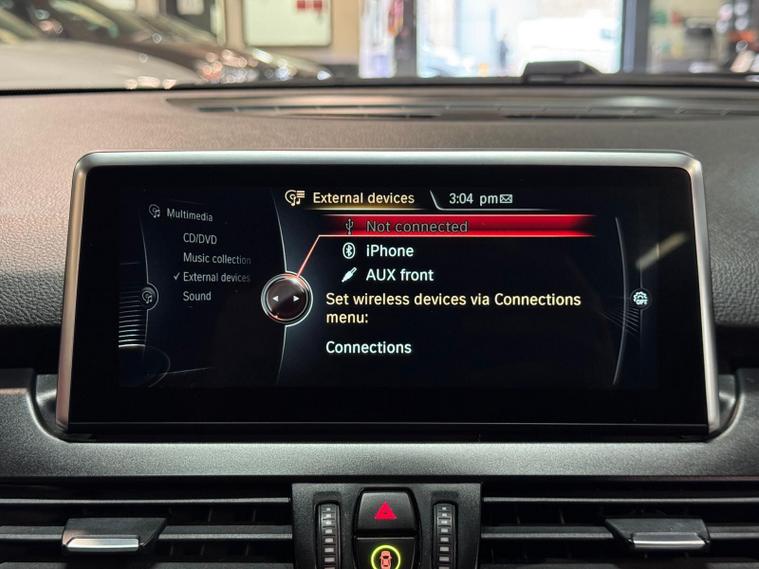 External devices
3:04 pm
Multimedia
CD/DVD
Music collection
External devices
Sound
Not connected
iPhone
AUX front
Set wireless devices via Connections
menu:
Connections